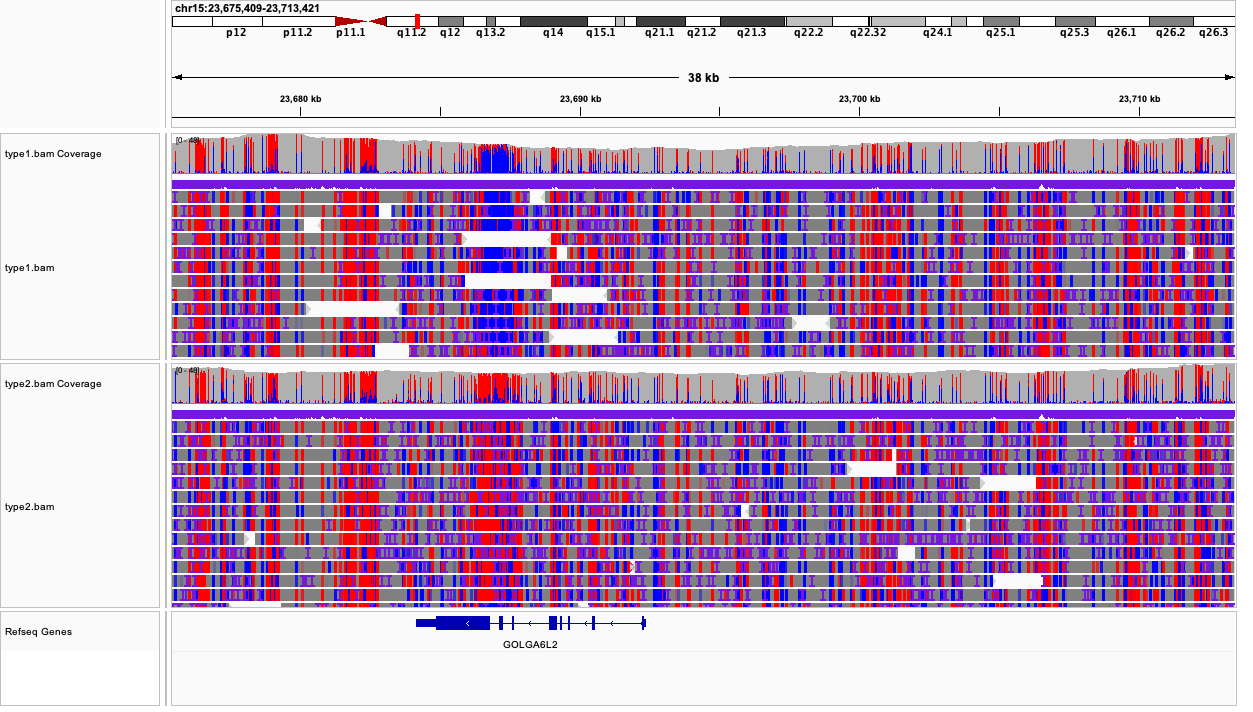 chr15:23,675,409-23,713,421
p12 p11.2 p11.1 q11.2 q12 q13.2 q14 q15.1 q21.1 q21.2 q21.3 q22.2 q22.32 q24.1 q25.1 q25.3 q26.1 q26.2 q26.3
38 kb
23,680 kb 23,690 kb 23,700 kb 23,710 kb
type1.bam Coverage
[0 - 48]
type1.bam
type2.bam Coverage
[0 - 48]
type2.bam
Refseq Genes
GOLGA6L2